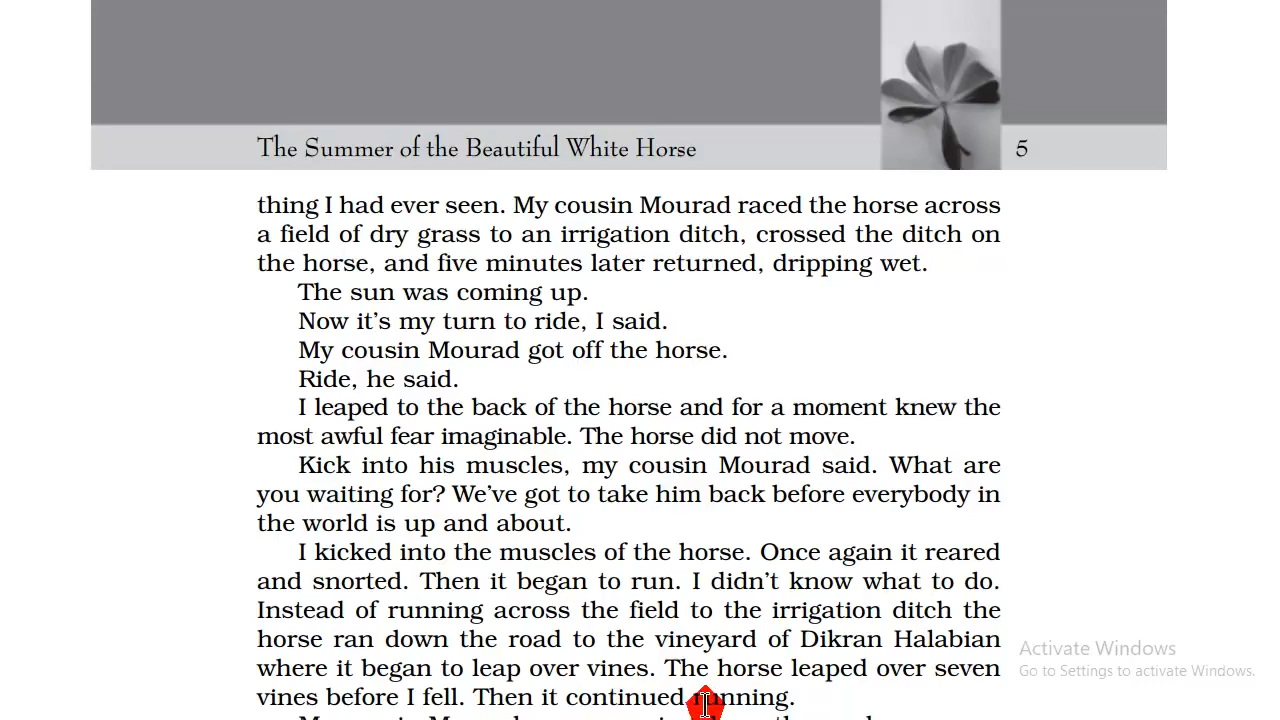 The Summer of the Beautiful White Horse 5
thing I had ever seen. My cousin Mourad raced the horse across
a field of dry grass to an irrigation ditch, crossed the ditch on
the horse, and five minutes later returned, dripping wet.
The sun was coming up.
Now it's my turn to ride, I said.
My cousin Mourad got off the horse.
Ride, he said.
I leaped to the back of the horse and for a moment knew the
most awful fear imaginable. The horse did not move.
Kick into his muscles, my cousin Mourad said. What are
you waiting for? We've got to take him back before everybody in
the world is up and about.
I kicked into the muscles of the horse. Once again it reared
and snorted. Then it began to run. I didn't know what to do.
Instead of running across the field to the irrigation ditch the
horse ran down the road to the vineyard of Dikran Halabian
where it began to leap over vines. The horse leaped over seven
vines before I fell. Then it continued running.
Activate Windows
Go to Settings to activate Windows.